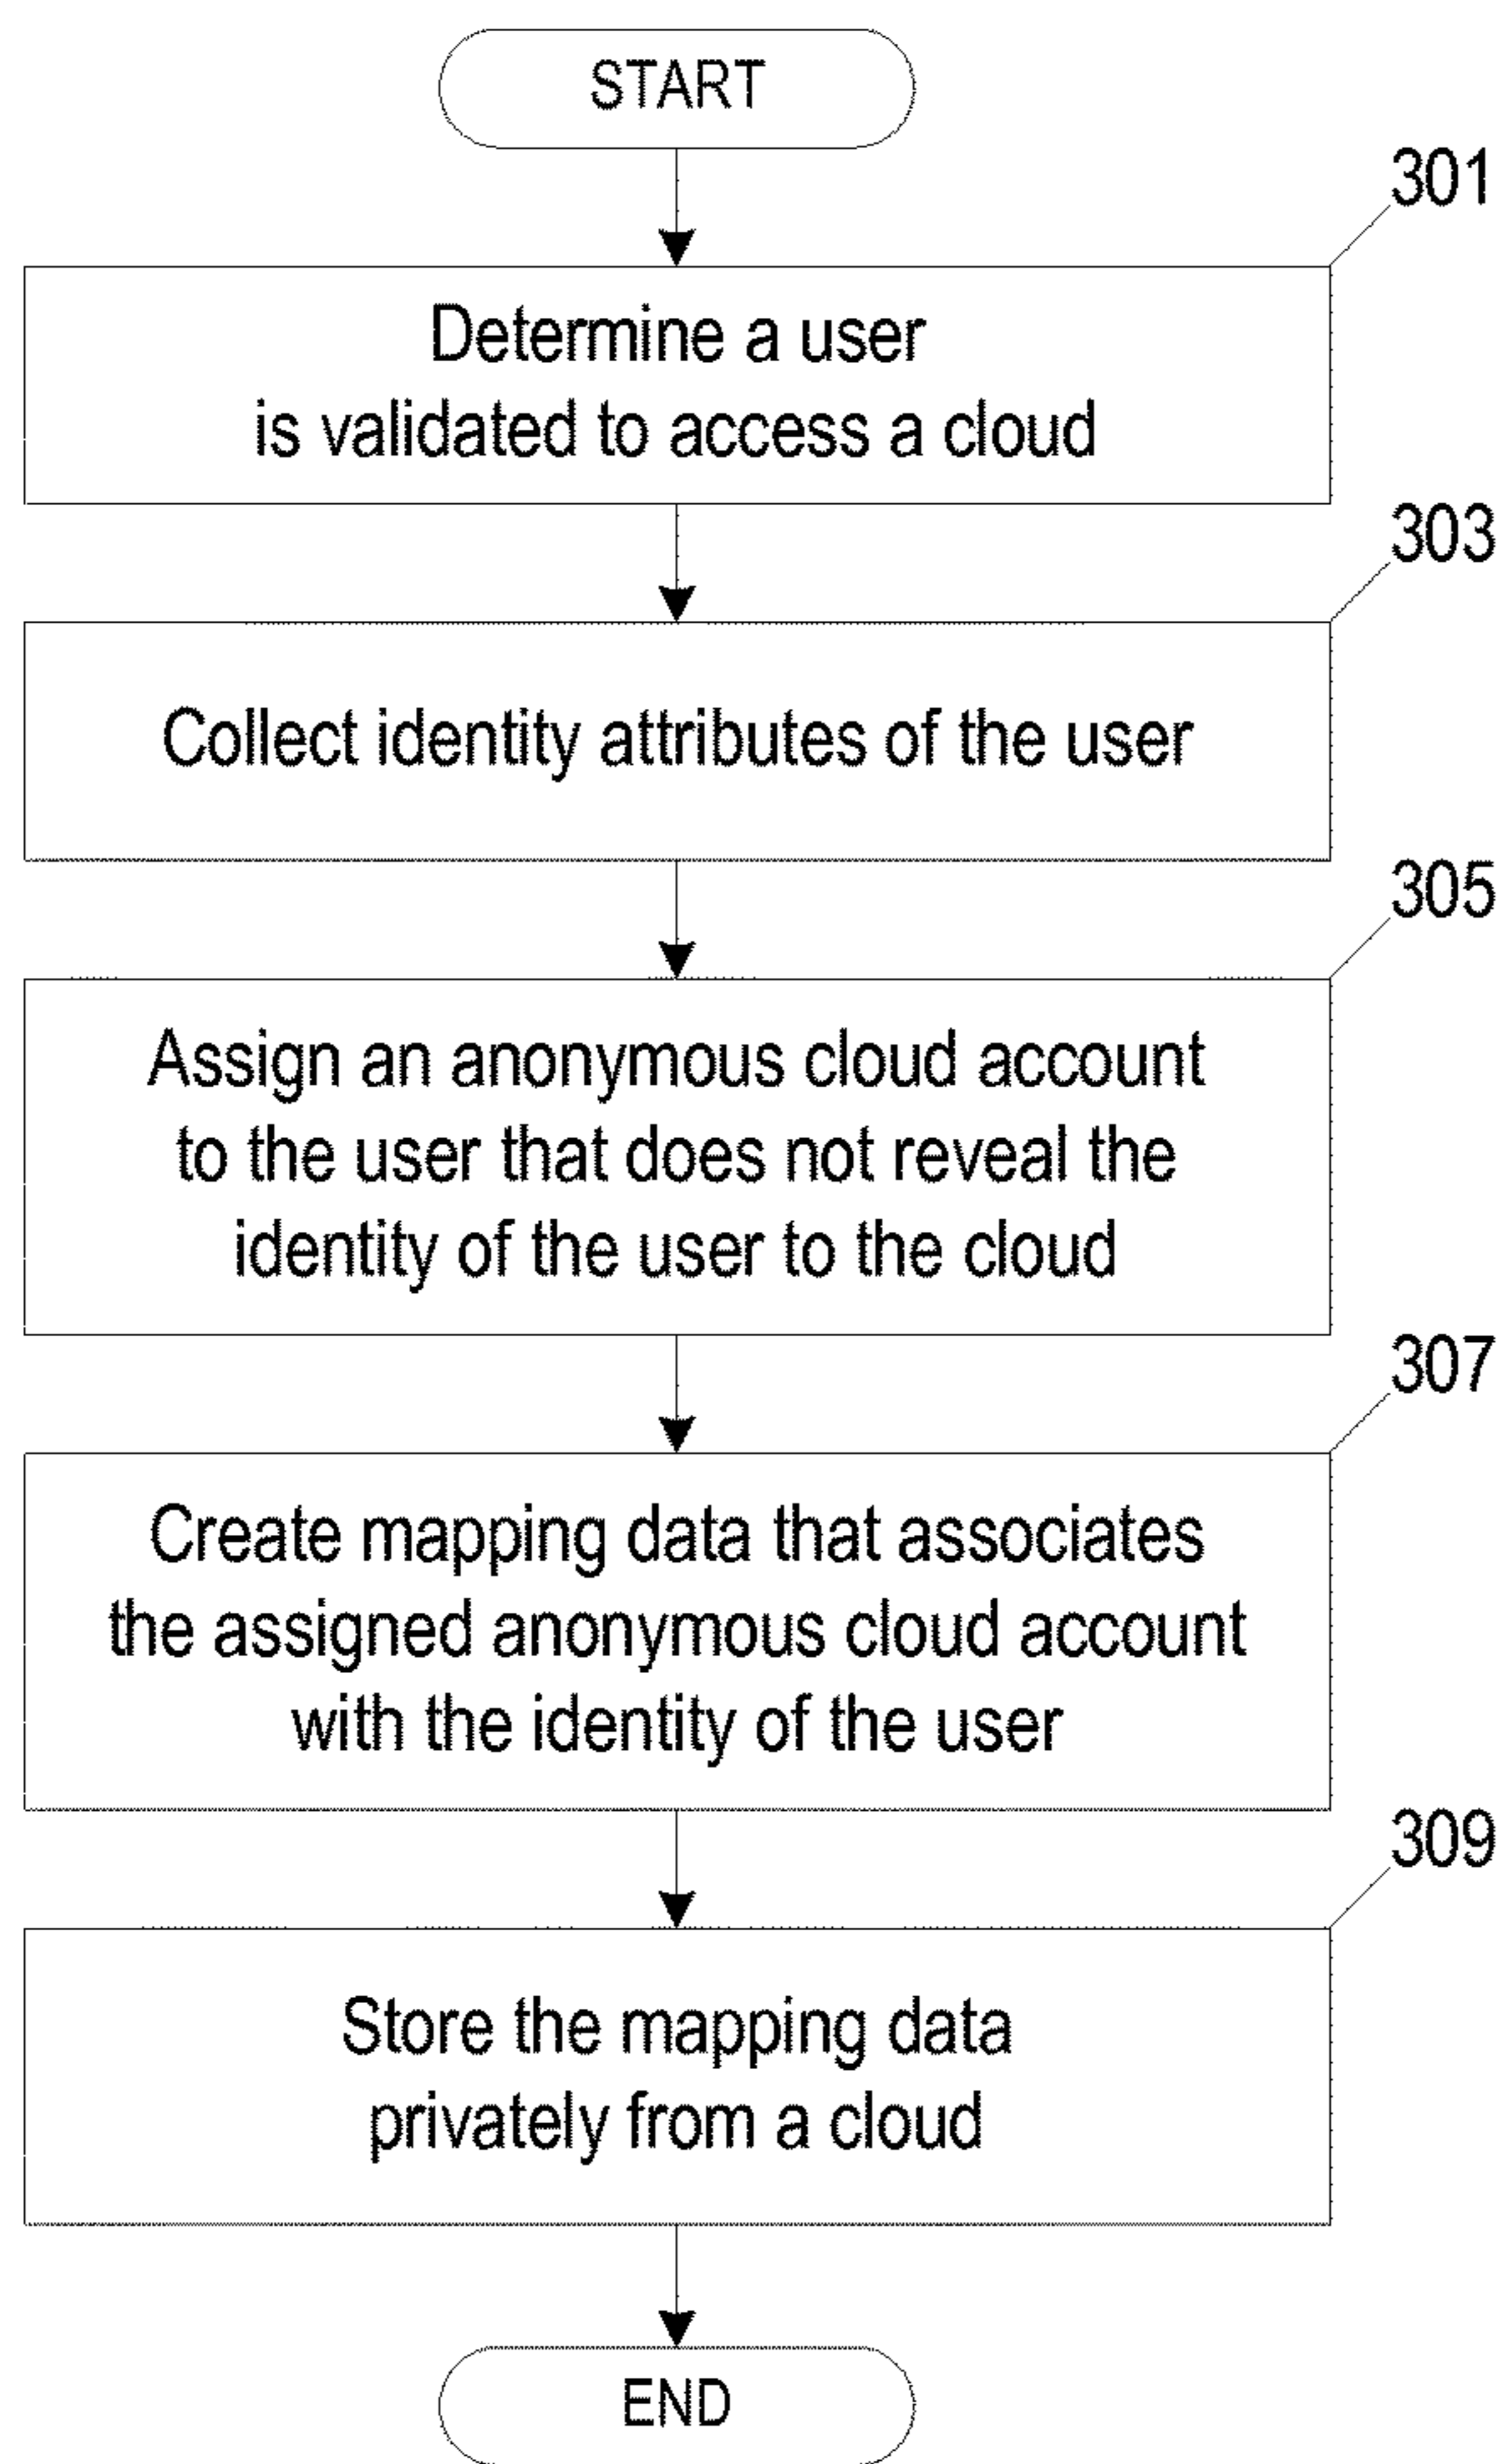 START
301
Determine a user
is validated to access a cloud
303
Collect identity attributes of the user
305
Assign an anonymous cloud account
to the user that does not reveal the
identity of the user to the cloud
307
Create mapping data that associates
the assigned anonymous cloud account
with the identity of the user
309
Store the mapping data
privately from a cloud
END